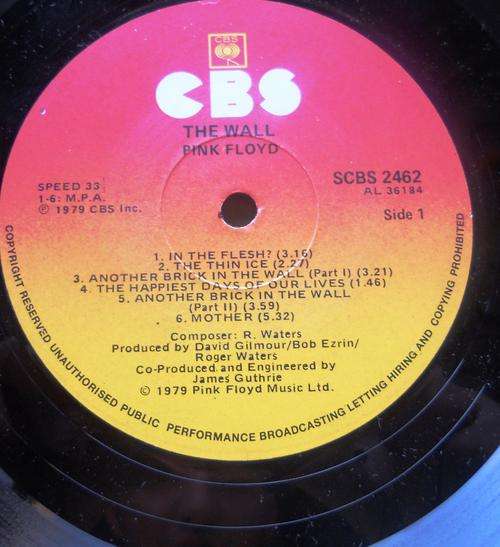 CBS
CBS
THE WALL
PINK FLOYD
SPEED 33
1-6: M.P.A.
℗ 1979 CBS Inc.
SCBS 2462
AL 36184
Side 1
1. IN THE FLESH? (3.16)
2. THE THIN ICE (2.27)
3. ANOTHER BRICK IN THE WALL (Part I) (3.21)
4. THE HAPPIEST DAYS OF OUR LIVES (1.46)
5. ANOTHER BRICK IN THE WALL
(Part II) (3.59)
6. MOTHER (5.32)
Composer: R. Waters
Produced by David Gilmour/Bob Ezrin/
Roger Waters
Co-Produced and Engineered by
James Guthrie
© 1979 Pink Floyd Music Ltd.
COPYRIGHT RESERVED UNAUTHORISED PUBLIC PERFORMANCE BROADCASTING LETTING HIRING AND COPYING PROHIBITED